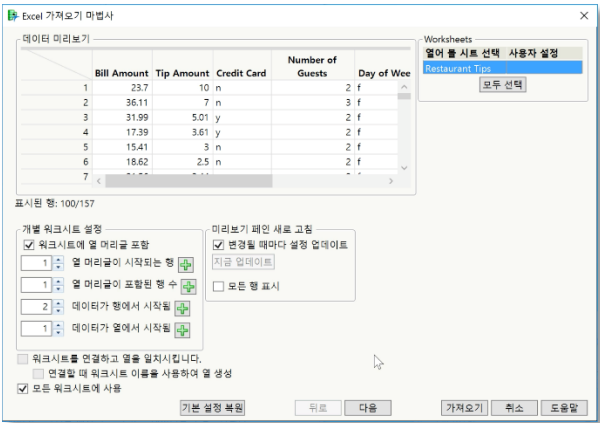 Excel 가져오기 마법사
데이터 미리보기
Bill Amount Tip Amount Credit Card Number of Guests Day of Wee
1 23.7 10 n 2 f
2 36.11 7 n 3 f
3 31.99 5.01 y 2 f
4 17.39 3.61 y 2 f
5 15.41 3 n 2 f
6 18.62 2.5 n 2 f
7
Worksheets
열어 볼 시트 선택 사용자 설정
Restaurant Tips
모두 선택
표시된 행: 100/157
개별 워크시트 설정
워크시트에 열 머리글 포함
1 열 머리글이 시작되는 행
1 열 머리글이 포함된 행 수
2 데이터가 행에서 시작됨
1 데이터가 열에서 시작됨
미리보기 페인 새로 고침
변경될 때마다 설정 업데이트
지금 업데이트
모든 행 표시
워크시트를 연결하고 열을 일치시킵니다.
연결할 때 워크시트 이름을 사용하여 열 생성
모든 워크시트에 사용
기본 설정 복원 뒤로 다음 가져오기 취소 도움말